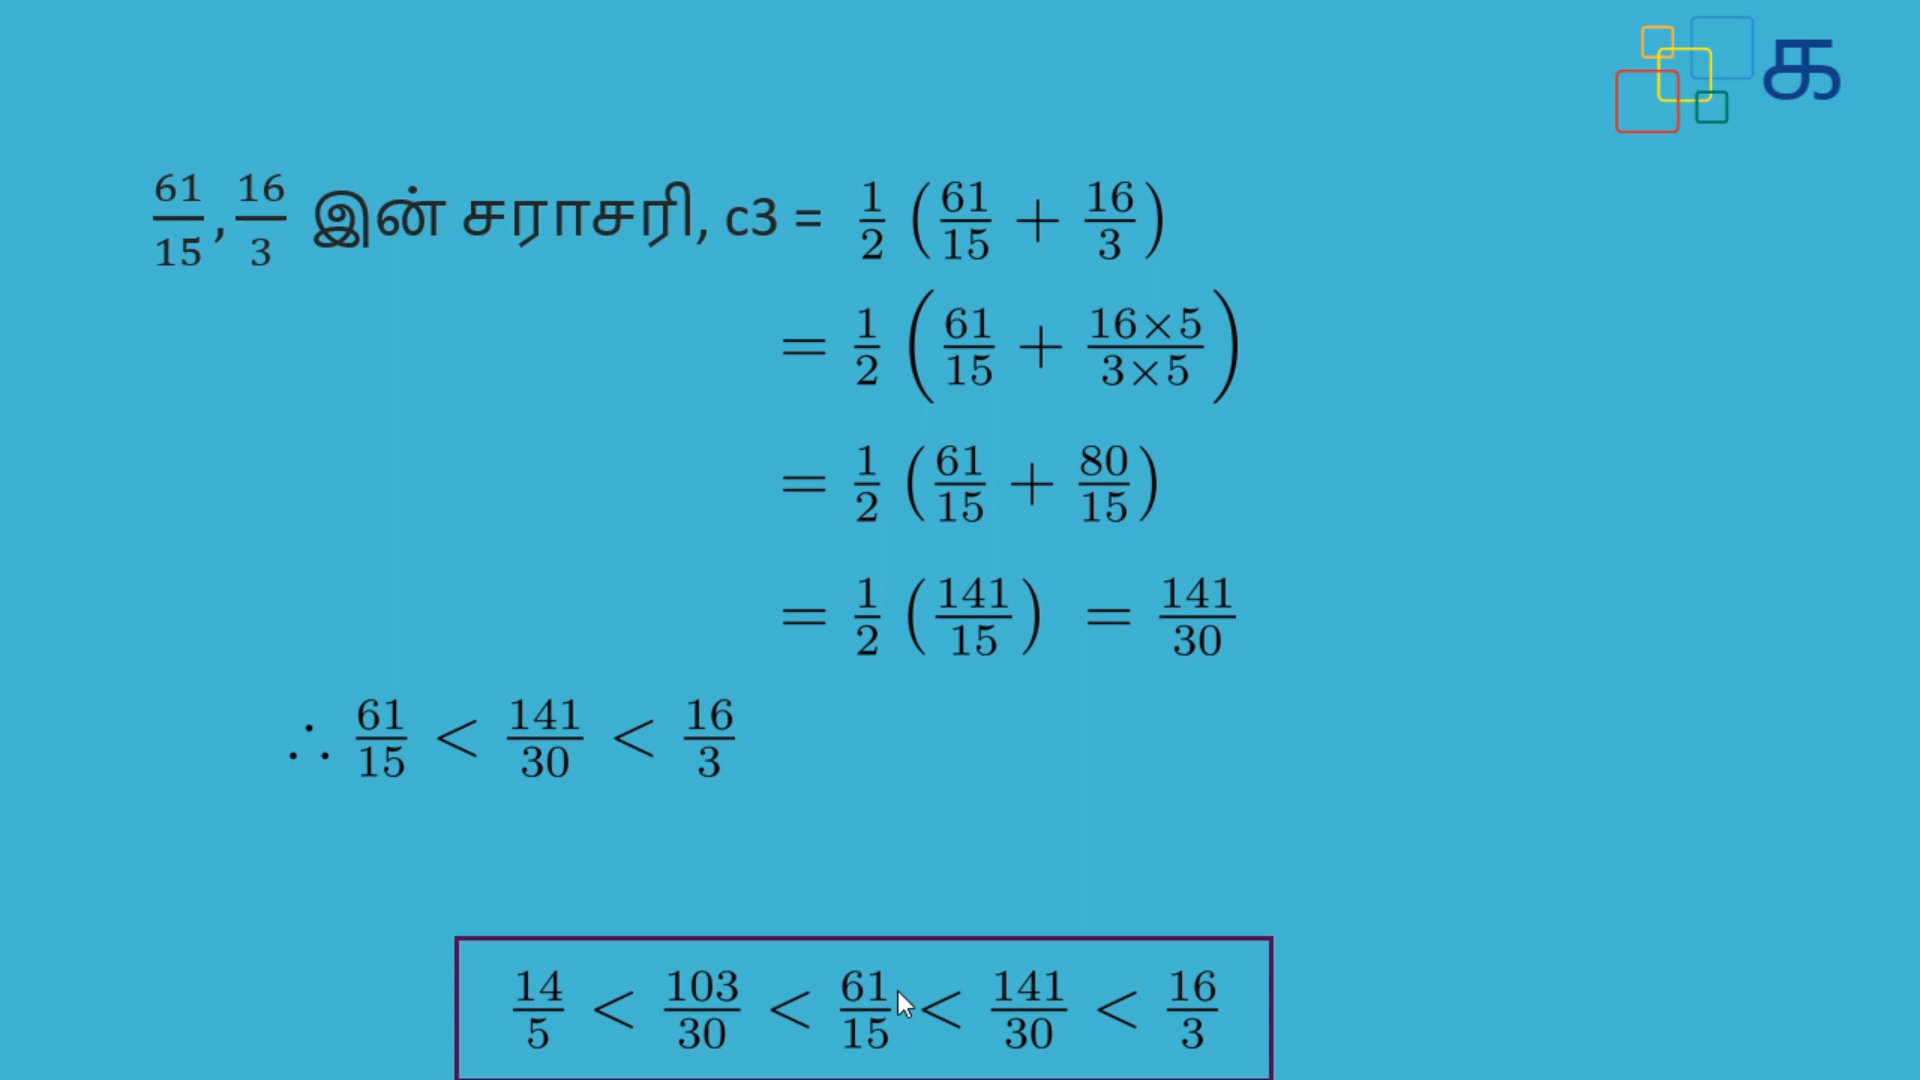 க
61/15 , 16/3 இன் சராசரி, c3 = 1/2 (61/15 + 16/3)
= 1/2 (61/15 + 16×5/3×5)
= 1/2 (61/15 + 80/15)
= 1/2 (141/15) = 141/30
∴ 61/15 < 141/30 < 16/3
14/5 < 103/30 < 61/15 < 141/30 < 16/3